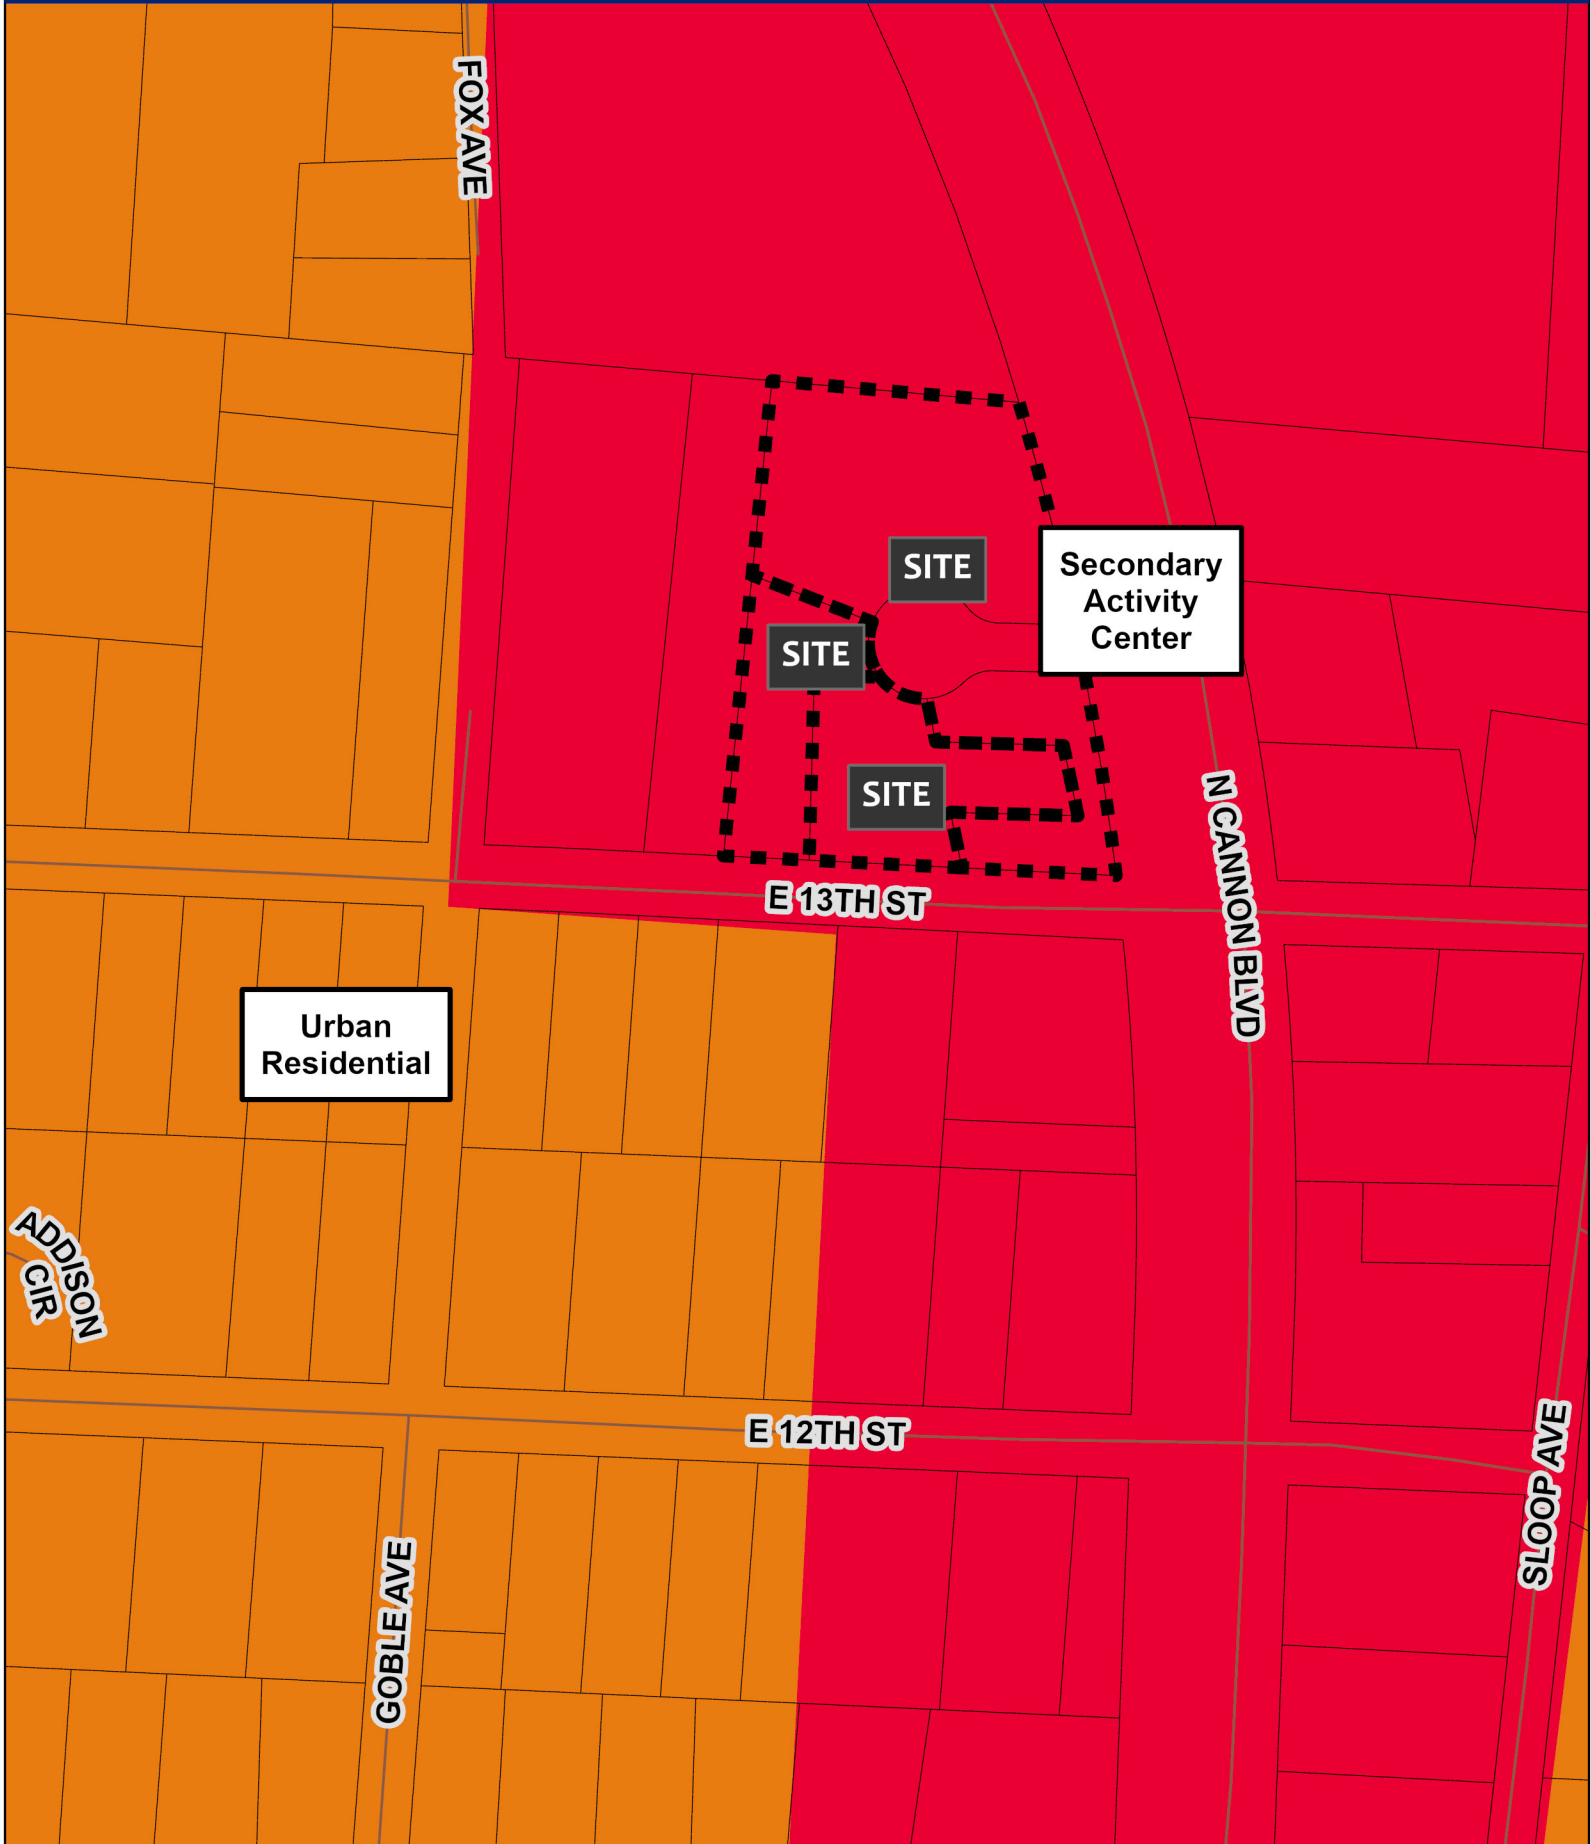 FOX AVE
SITE
Secondary
Activity
Center
SITE
SITE
N CANNON BLVD
E 13TH ST
Urban
Residential
ADDISON
CIR
E 12TH ST
SLOOP AVE
GOBLE AVE